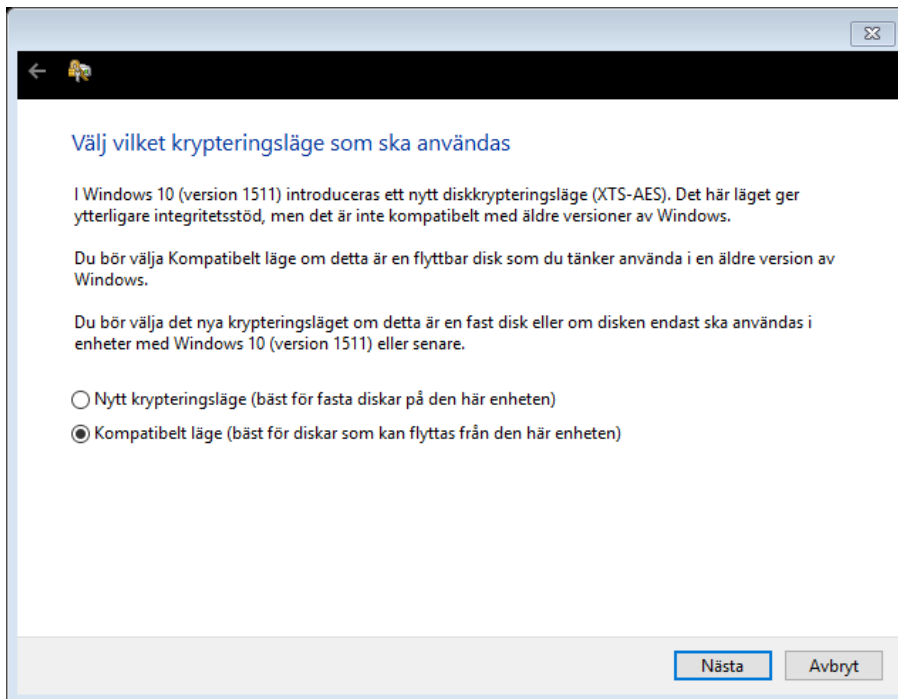 Välj vilket krypteringsläge som ska användas
I Windows 10 (version 1511) introduceras ett nytt diskkrypteringsläge (XTS-AES). Det här läget ger
ytterligare integritetsstöd, men det är inte kompatibelt med äldre versioner av Windows.
Du bör välja Kompatibelt läge om detta är en flyttbar disk som du tänker använda i en äldre version av
Windows.
Du bör välja det nya krypteringsläget om detta är en fast disk eller om disken endast ska användas i
enheter med Windows 10 (version 1511) eller senare.
Nytt krypteringsläge (bäst för fasta diskar på den här enheten)
Kompatibelt läge (bäst för diskar som kan flyttas från den här enheten)
Nästa
Avbryt